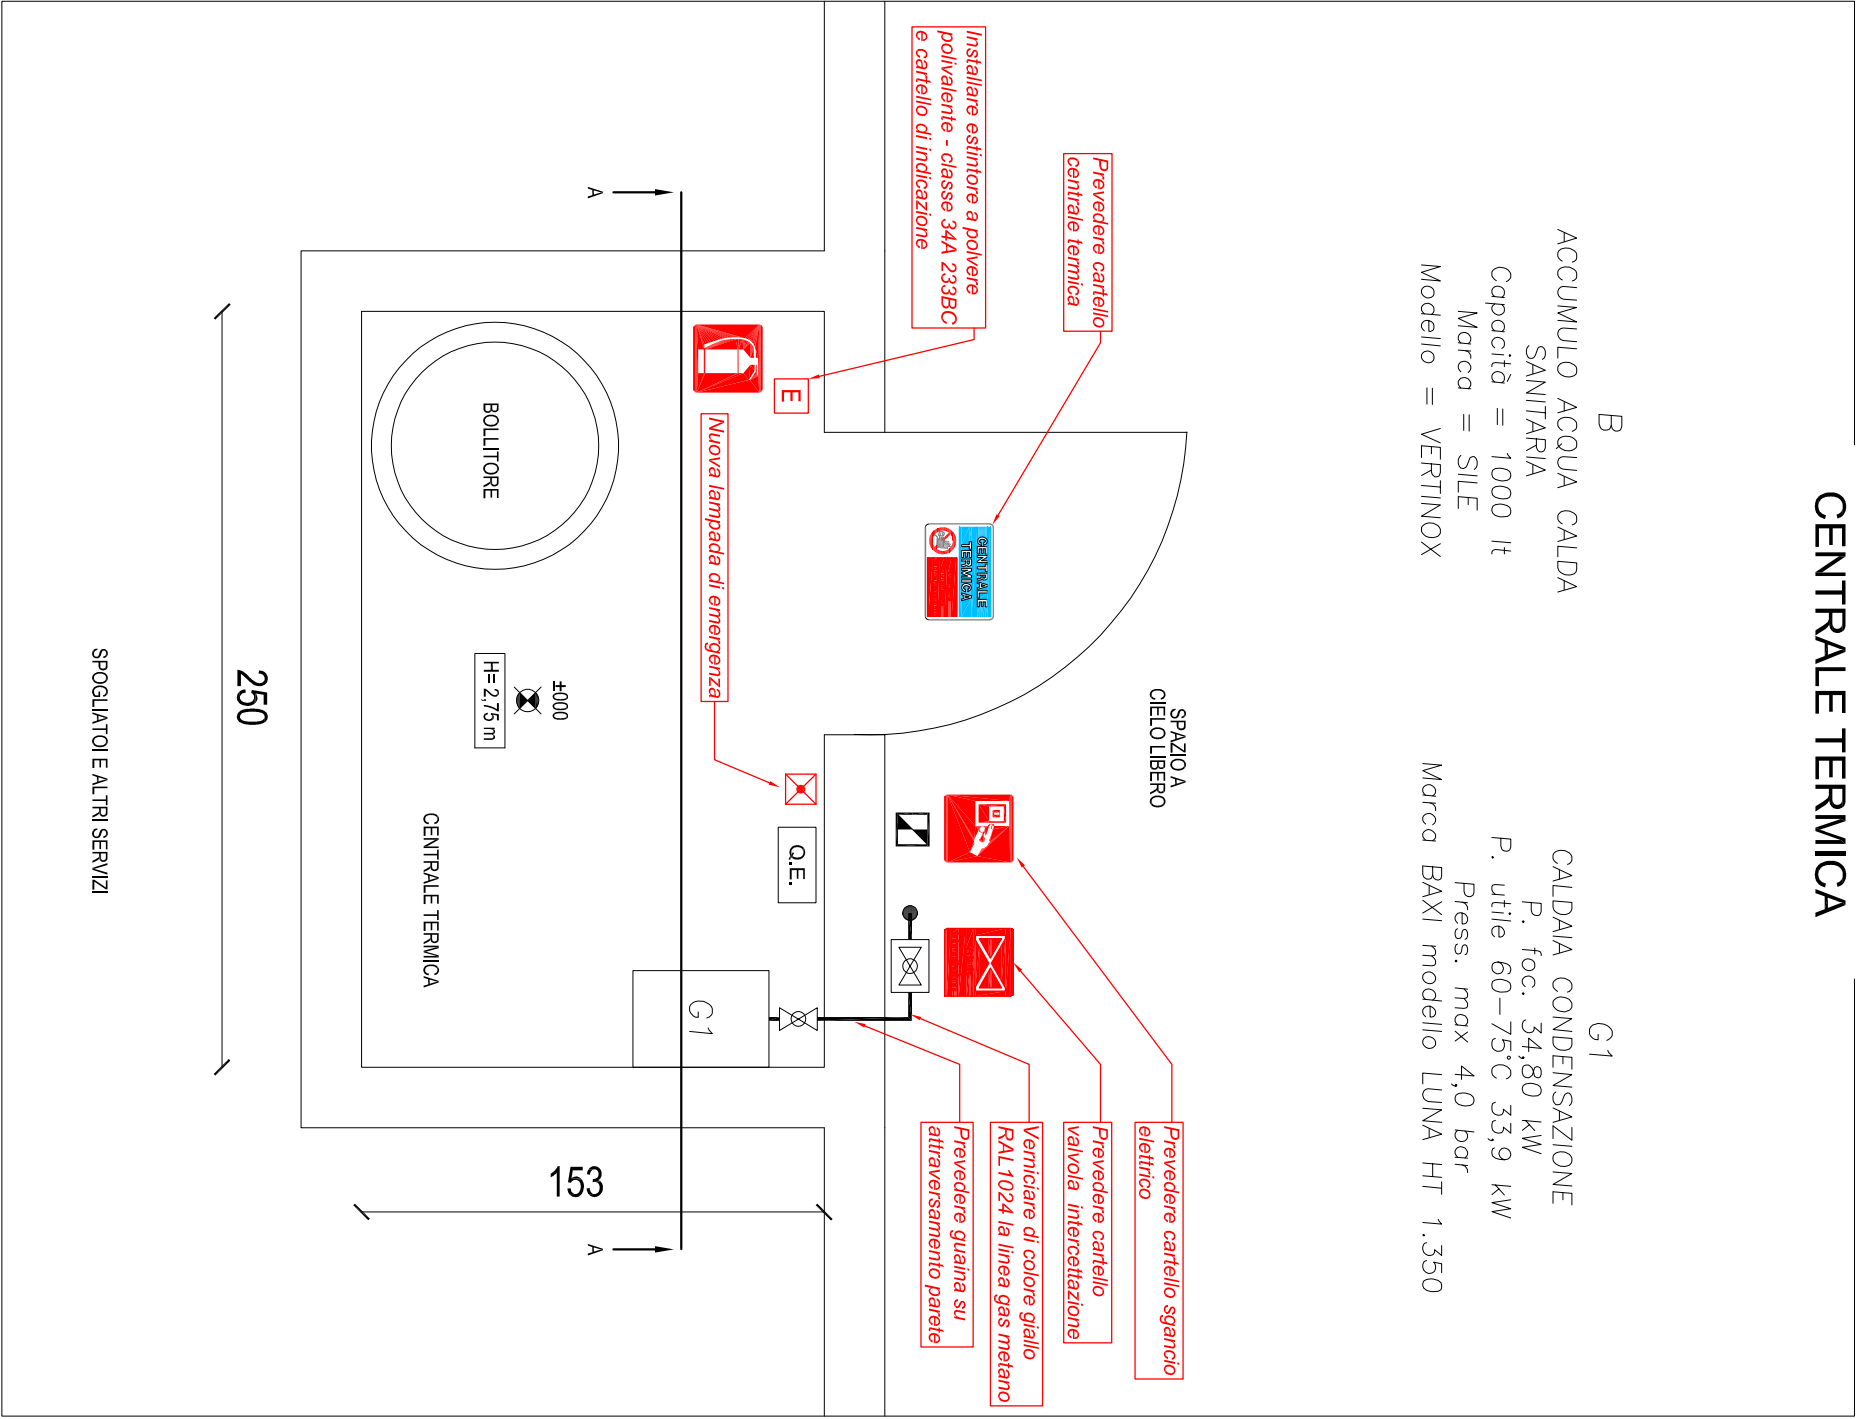 CENTRALE TERMICA
B
ACCUMULO ACQUA CALDA
SANITARIA
Capacità = 1000 lt
Marca = SILE
Modello = VERTINOX
G1
CALDAIA CONDENSAZIONE
P. foc. 34,80 kW
P. utile 60-75°C 33,9 kW
Press. max 4,0 bar
Marca BAXI modello LUNA HT 1.350
Prevedere cartello
centrale termica
Installare estintore a polvere
polivalente - classe 34A 233BC
e cartello di indicazione
SPAZIO A
CIELO LIBERO
Prevedere cartello sgancio
elettrico
Prevedere cartello
valvola intercettazione
Verniciare di colore giallo
RAL1024 la linea gas metano
Prevedere guaina su
attraversamento parete
CENTRALE
TERMICA
E
Nuova lampada di emergenza
Q.E.
G1
A
A
±000
H= 2,75 m
BOLLITORE
CENTRALE TERMICA
153
250
SPOGLIATOI E ALTRI SERVIZI